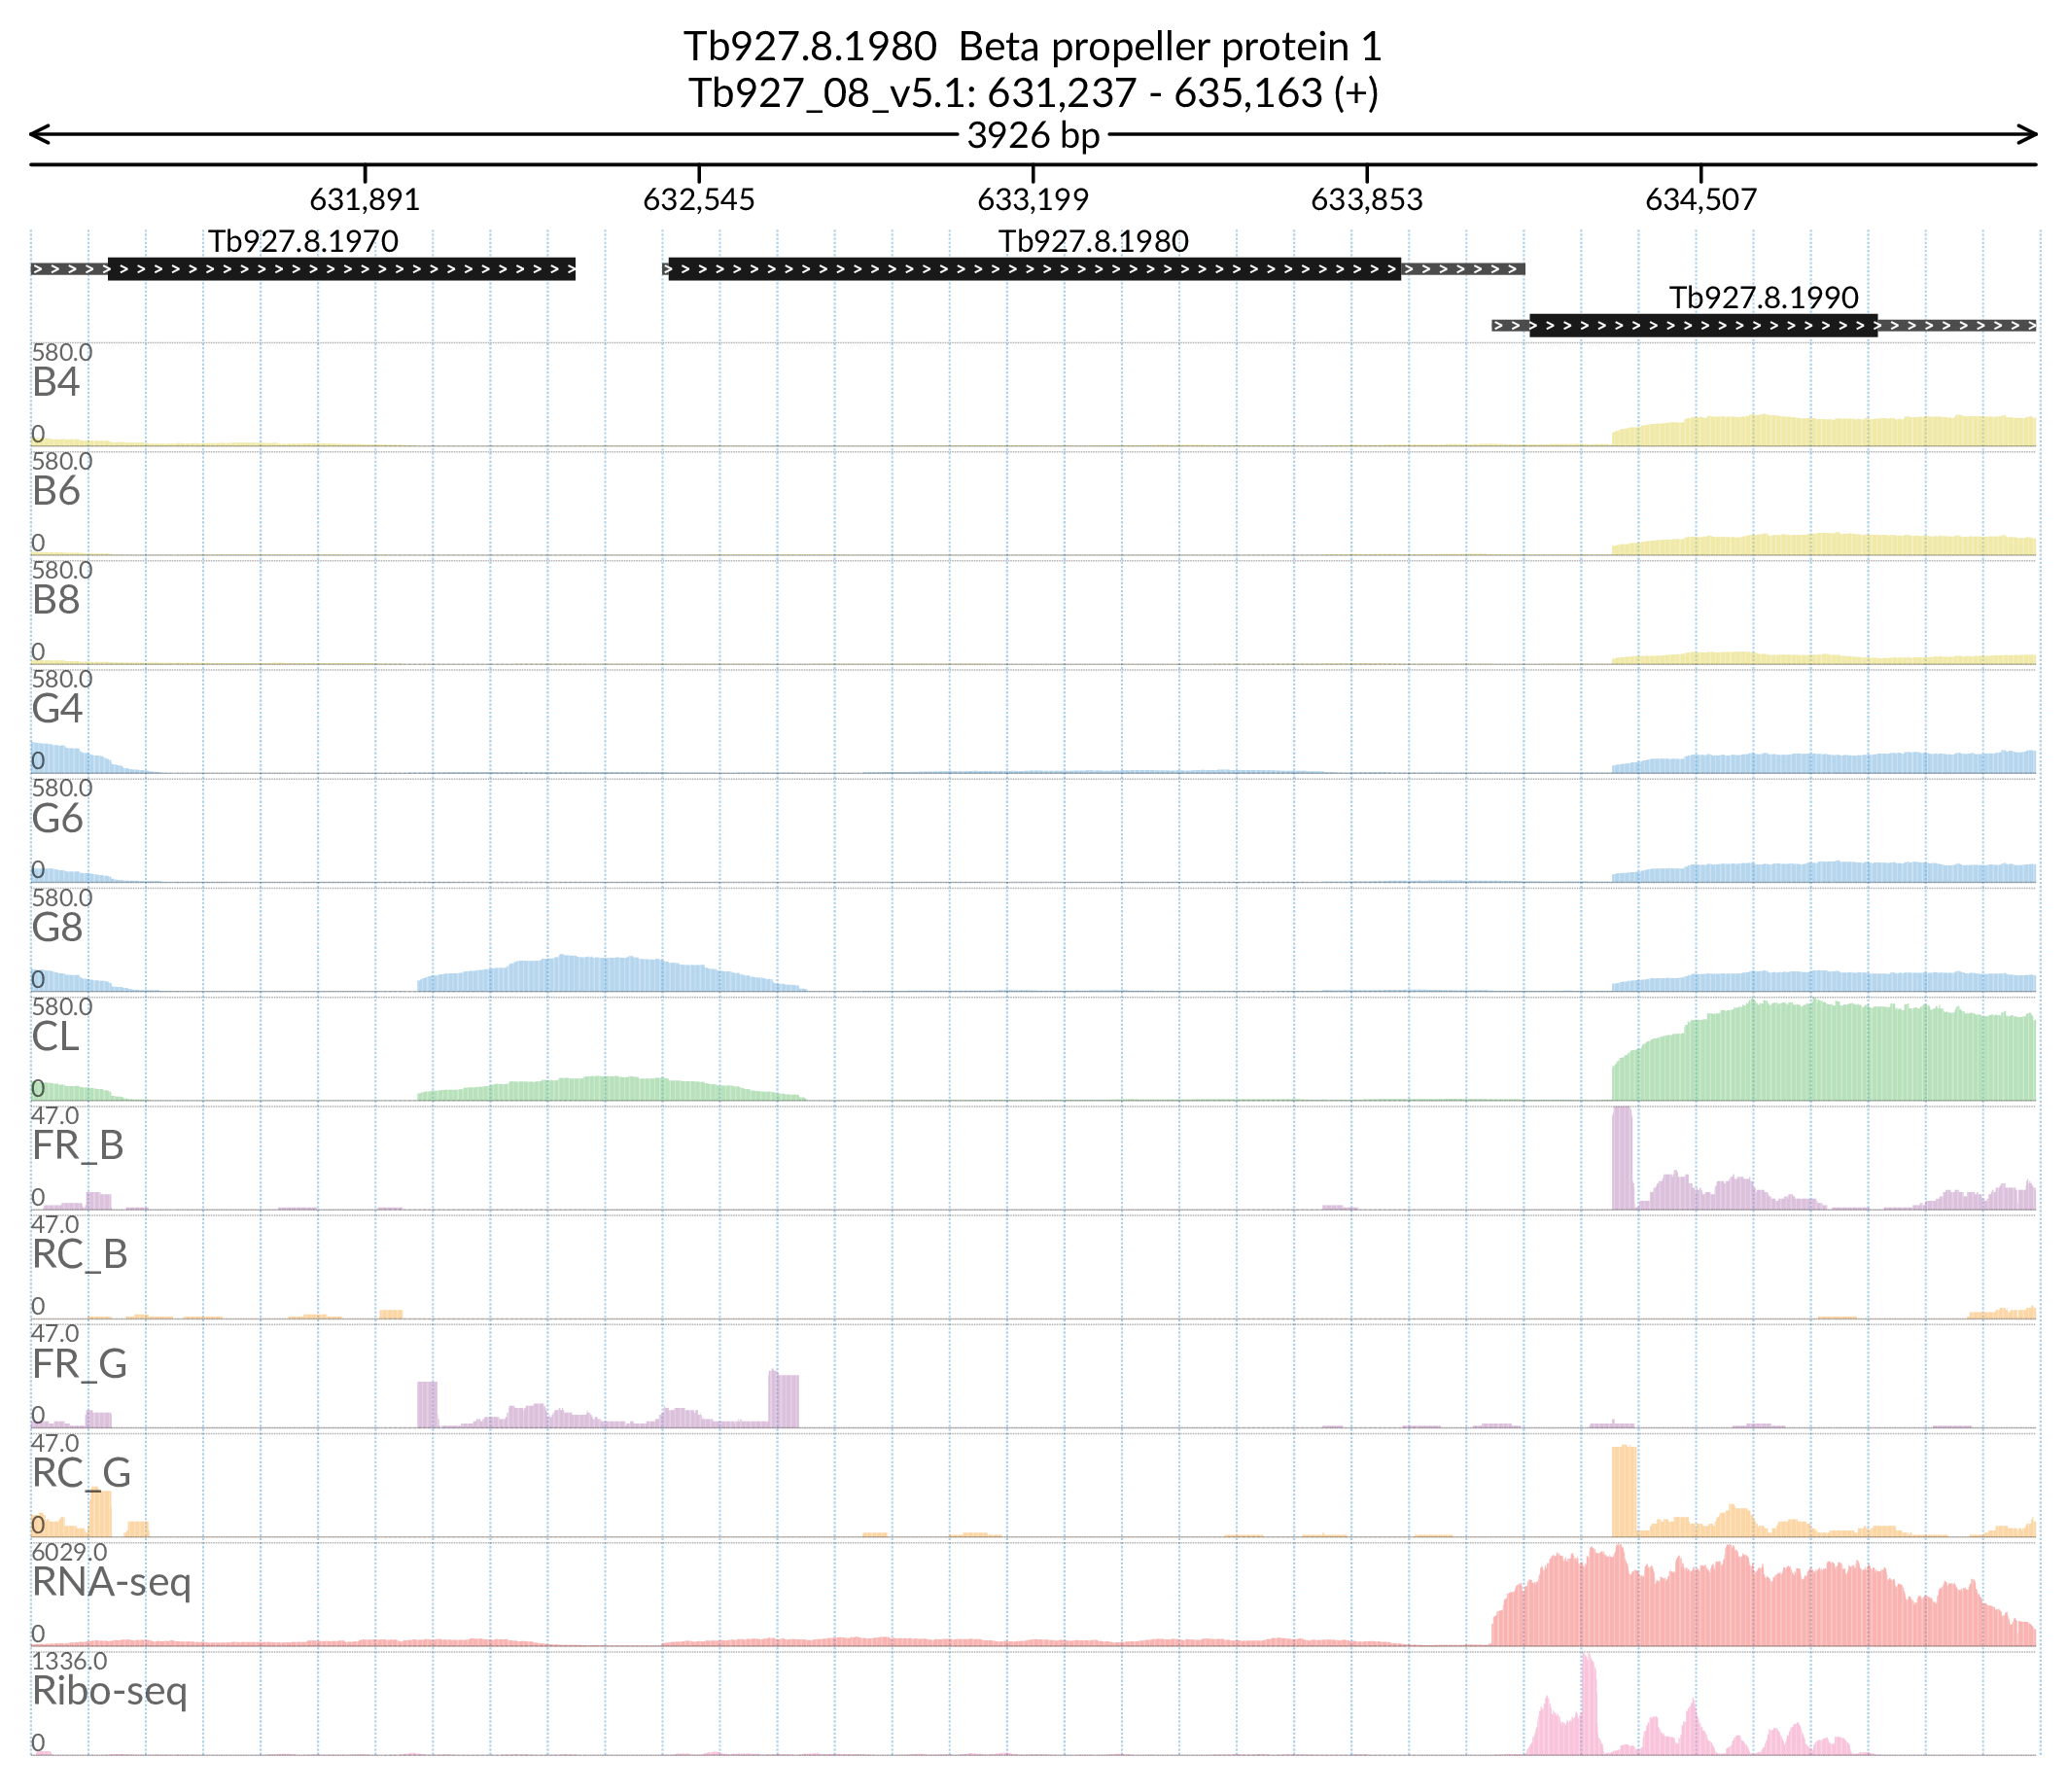 Tb927.8.1980  Beta propeller protein 1
Tb927_08_v5.1: 631,237 - 635,163 (+)
3926 bp
631,891 632,545 633,199 633,853 634,507
Tb927.8.1970 Tb927.8.1980
Tb927.8.1990
580.0
B4
0
580.0
B6
0
580.0
B8
0
580.0
G4
0
580.0
G6
0
580.0
G8
0
580.0
CL
0
47.0
FR_B
0
47.0
RC_B
0
47.0
FR_G
0
47.0
RC_G
0
6029.0
RNA-seq
0
1336.0
Ribo-seq
0